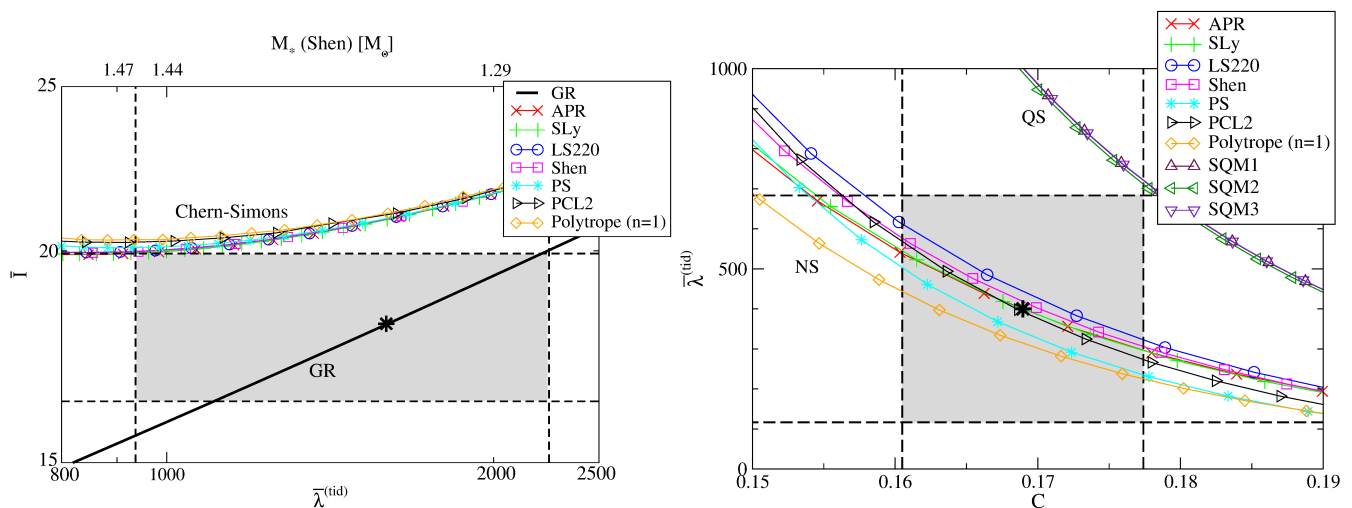 M* (Shen) [M⊙]
1.47 1.44 1.29
25
20
15
Ī
GR
APR
SLy
LS220
Shen
PS
PCL2
Polytrope (n=1)
Chern-Simons
GR
800 1000 2000 2500
λ̄(tid)
APR
SLy
LS220
Shen
PS
PCL2
Polytrope (n=1)
SQM1
SQM2
SQM3
1000
500
0
λ̄(tid)
QS
NS
0.15 0.16 0.17 0.18 0.19
C